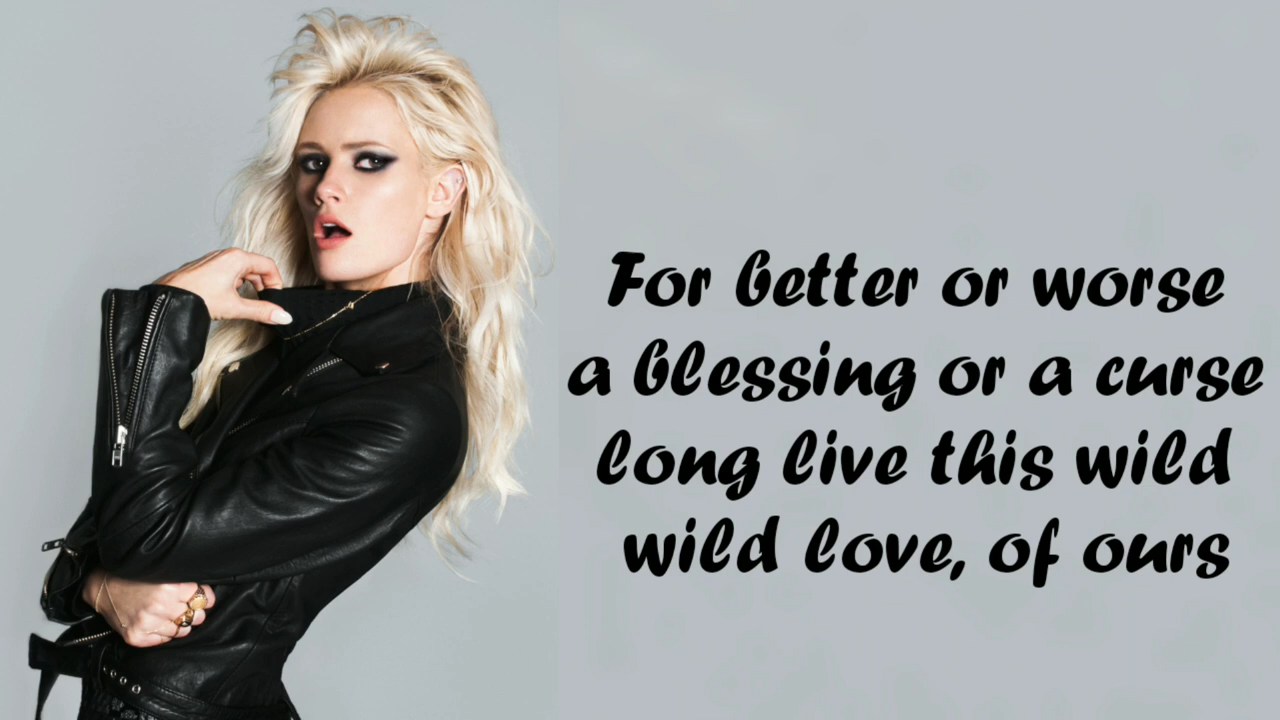 For better or worse
a blessing or a curse
long live this wild
wild love, of ours